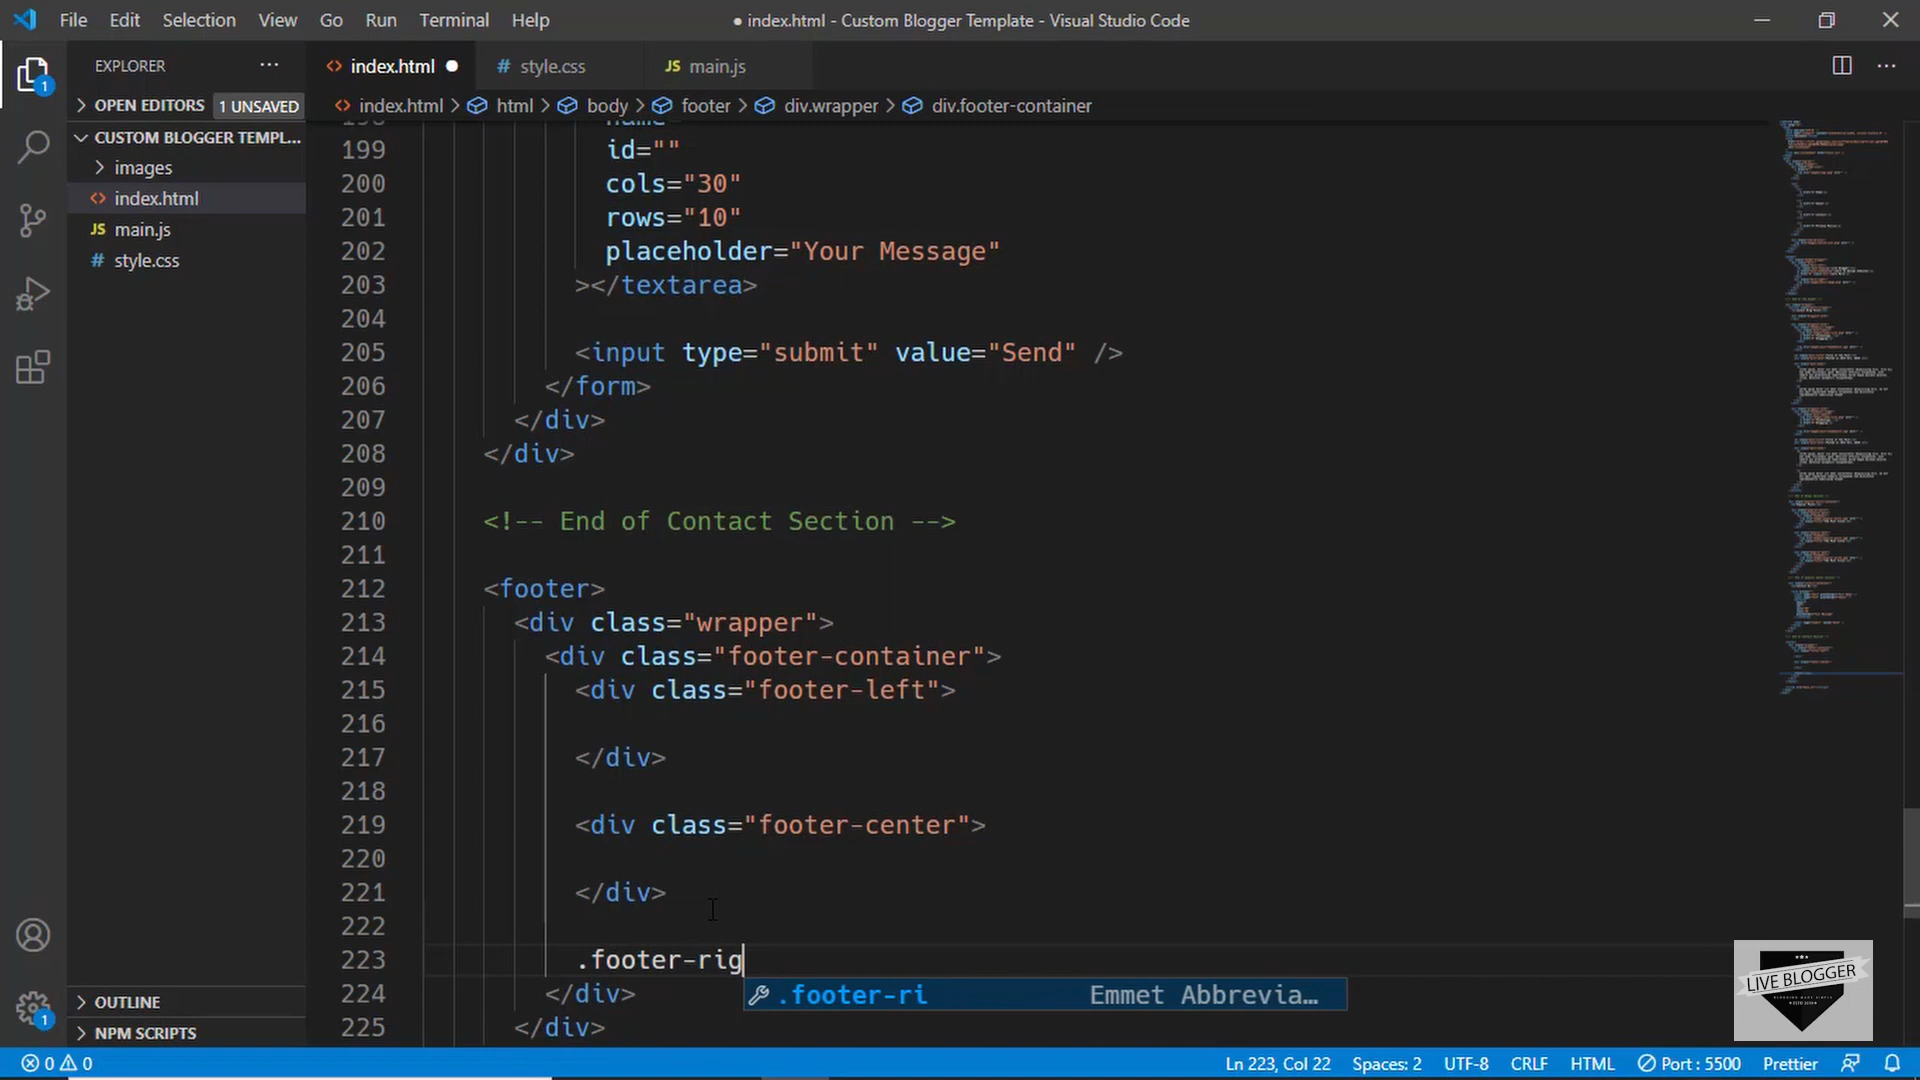 File Edit Selection View Go Run Terminal Help
● index.html - Custom Blogger Template - Visual Studio Code
EXPLORER ···
index.html ●
# style.css
JS main.js
OPEN EDITORS 1 UNSAVED
index.html > html > body > footer > div.wrapper > div.footer-container
CUSTOM BLOGGER TEMPL...
images
index.html
JS main.js
# style.css
1
199 id=""
200 cols="30"
201 rows="10"
202 placeholder="Your Message"
203 ></textarea>
204
205 <input type="submit" value="Send" />
206 </form>
207 </div>
208 </div>
209
210 <!-- End of Contact Section -->
211
212 <footer>
213 <div class="wrapper">
214 <div class="footer-container">
215 <div class="footer-left">
216
217 </div>
218
219 <div class="footer-center">
220
221 </div>
222
223 .footer-rig
.footer-ri Emmet Abbrevia...
224 </div>
225 </div>
OUTLINE
NPM SCRIPTS
1
LIVE BLOGGER
0 0
Ln 223, Col 22 Spaces: 2 UTF-8 CRLF HTML Port : 5500 Prettier